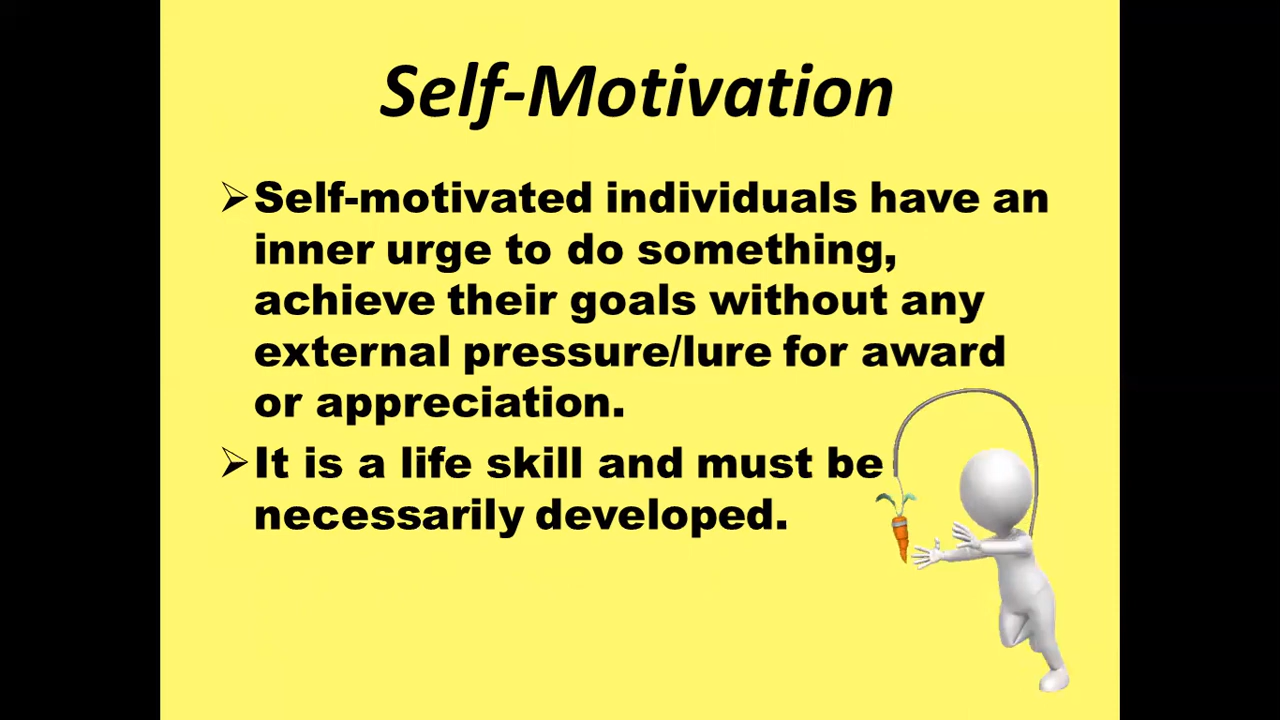 Self-Motivation
➢Self-motivated individuals have an
inner urge to do something,
achieve their goals without any
external pressure/lure for award
or appreciation.
➢It is a life skill and must be
necessarily developed.